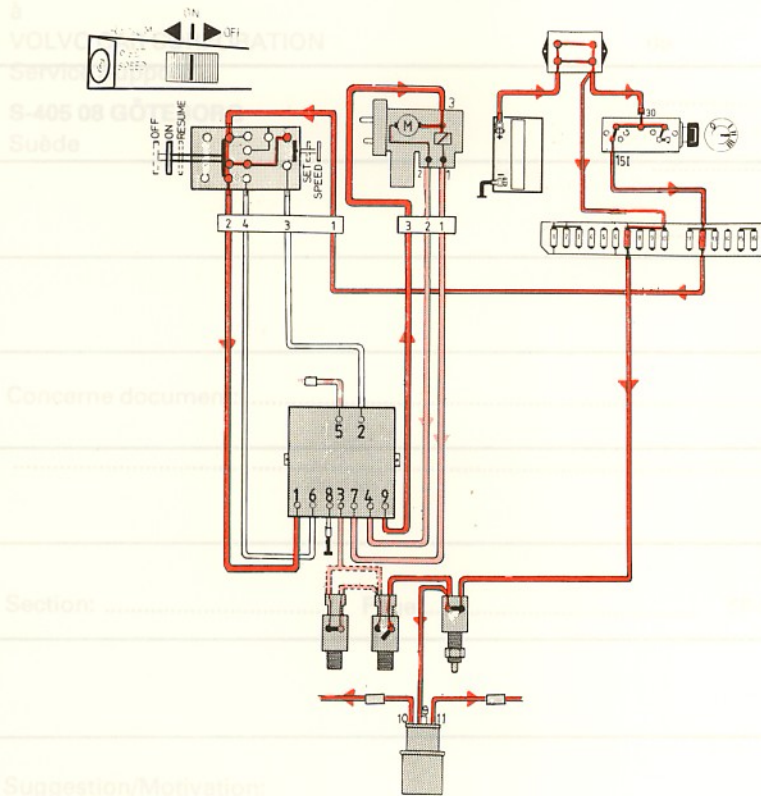 ON
OFF
SPEED
VOLVO
RATION
Service
S-405 08 GÖTEBORG
Suède
OFF
ON
RESUME
SET
SPEED
M
3
2 1
30
15I
2 4 3 1
3 2 1
5 2
1 6 8 3 7 4 9
10 9 11
Concerne document
Section:
Suggestion/Motivation: